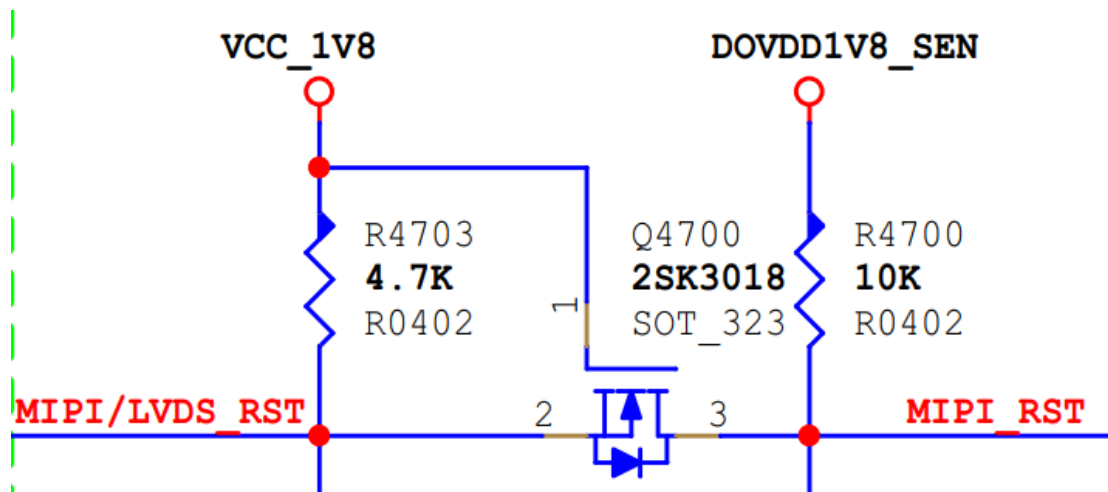 VCC_1V8
DOVDD1V8_SEN
R4703
4.7K
R0402
1
Q4700
2SK3018
SOT_323
R4700
10K
R0402
MIPI/LVDS_RST
2
3
MIPI_RST